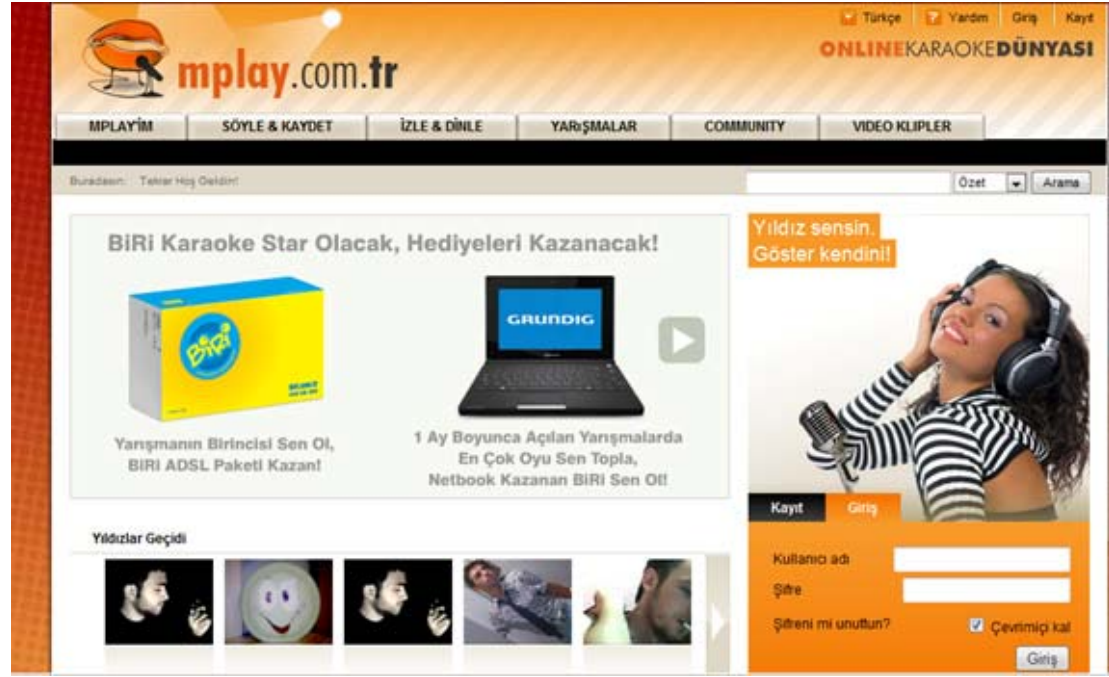 Türkçe
Yardım
Giriş
Kayıt
mplay.com.tr
ONLINEKARAOKEDÜNYASI
MPLAY'İM
SÖYLE & KAYDET
İZLE & DİNLE
YARIŞMALAR
COMMUNITY
VIDEO KLIPLER
Buradasın: Tekrar Hoş Geldin!
Özet
Arama
BiRi Karaoke Star Olacak, Hediyeleri Kazanacak!
BiRi
GRUNDIG
Yarışmanın Birincisi Sen Ol,
BIRI ADSL Paketi Kazan!
1 Ay Boyunca Açılan Yarışmalarda
En Çok Oyu Sen Topla,
Netbook Kazanan BiRi Sen Ol!
Yıldız sensin.
Göster kendini!
Kayıt
Giriş
Kullanıcı adı
Şifre
Şifreni mi unuttun?
Çevrimiçi kal
Giriş
Yıldızlar Geçidi